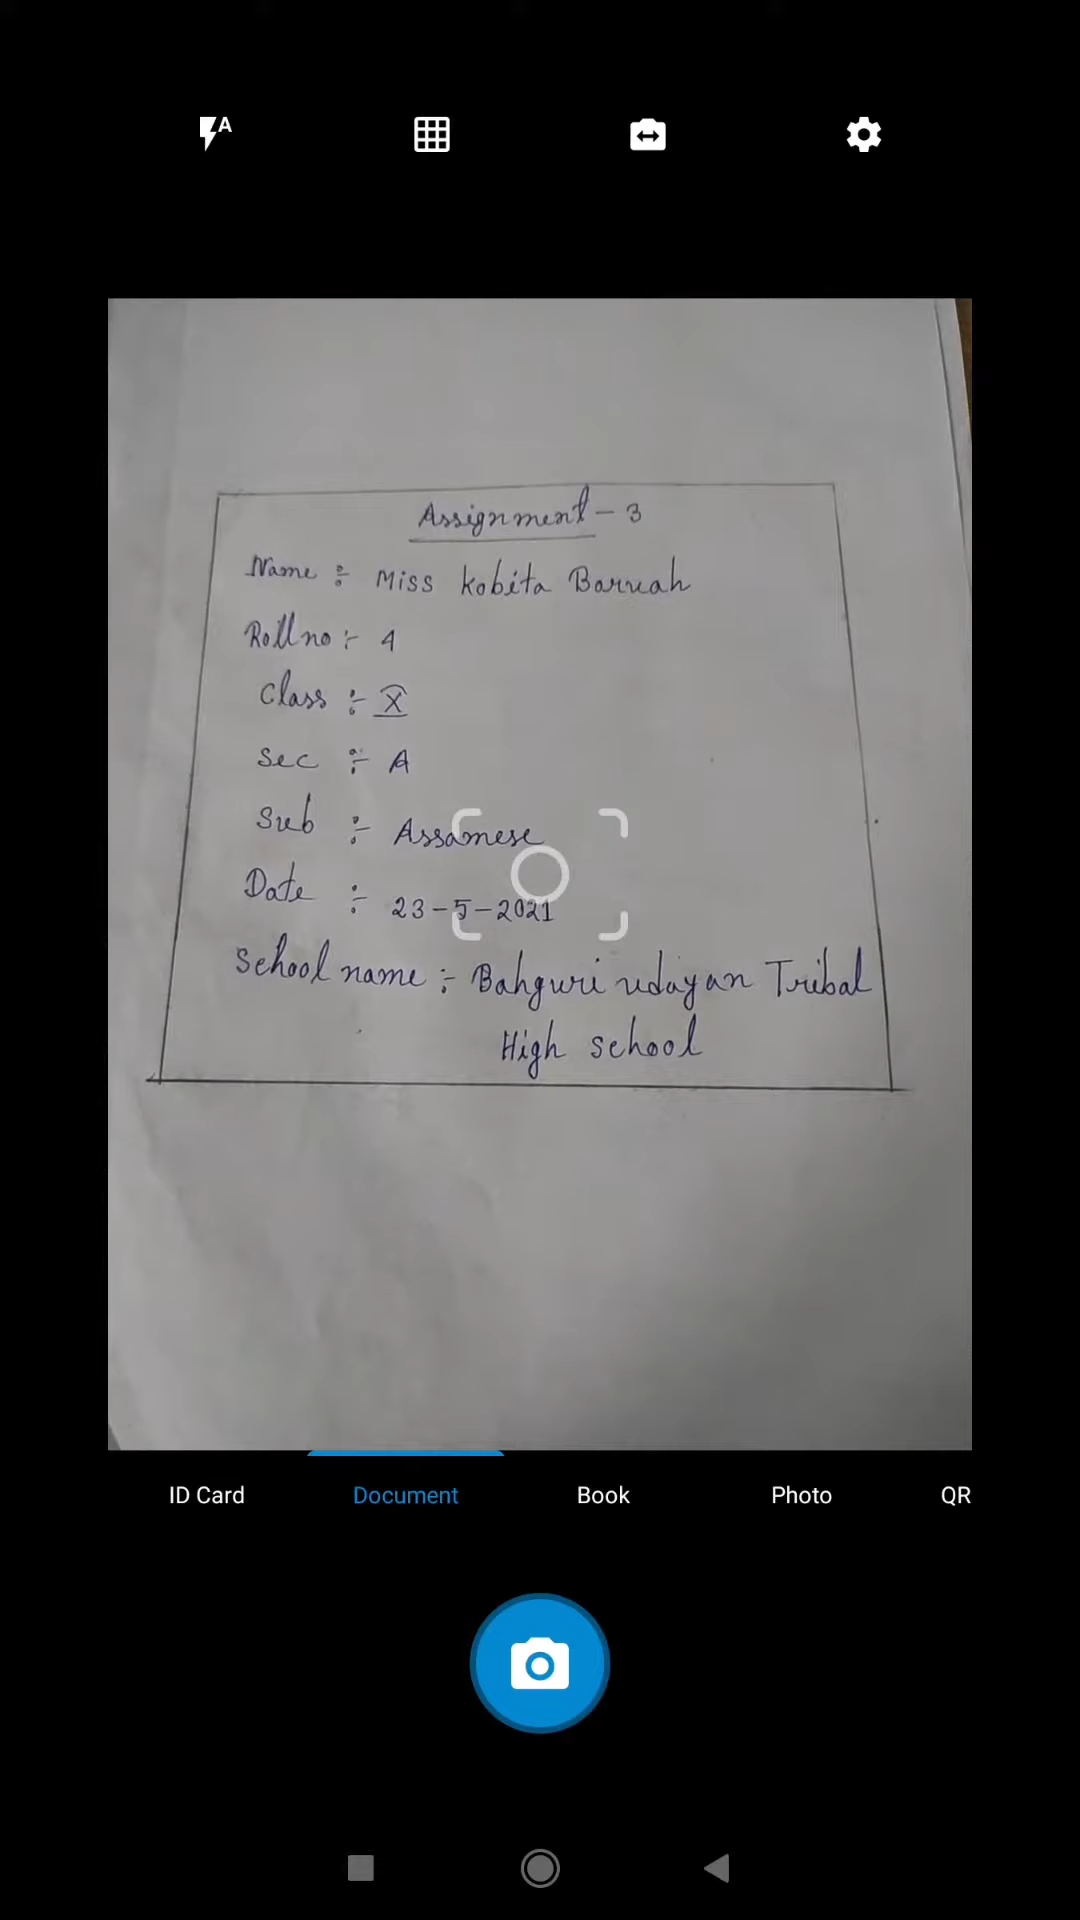 A
Assignment - 3
Name :- Miss Kobita Baruah
Roll no :- 4
Class :- X
Sec :- A
Sub :- Assamese
Date :- 23-5-2021
School name :- Bahguri udayan Tribal
High school
ID Card Document Book Photo QR